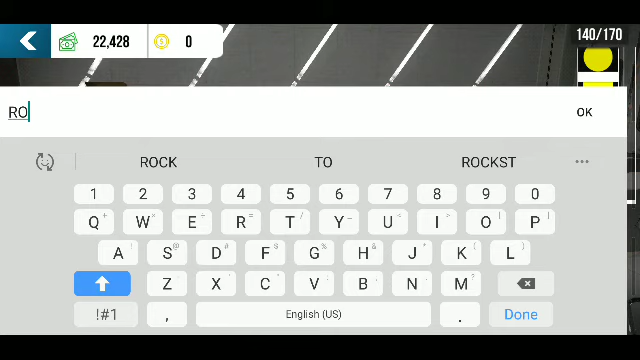 22,428 0 140/170
RO OK
ROCK TO ROCKST ...
1 2 3 4 5 6 7 8 9 0
Q + W × E ÷ R = T / Y _ U < I > O [ P ]
A ! S @ D # F $ G % H & J * K ( L )
Z - X ' C " V : B ; N , M ?
!#1 , English (US) . Done